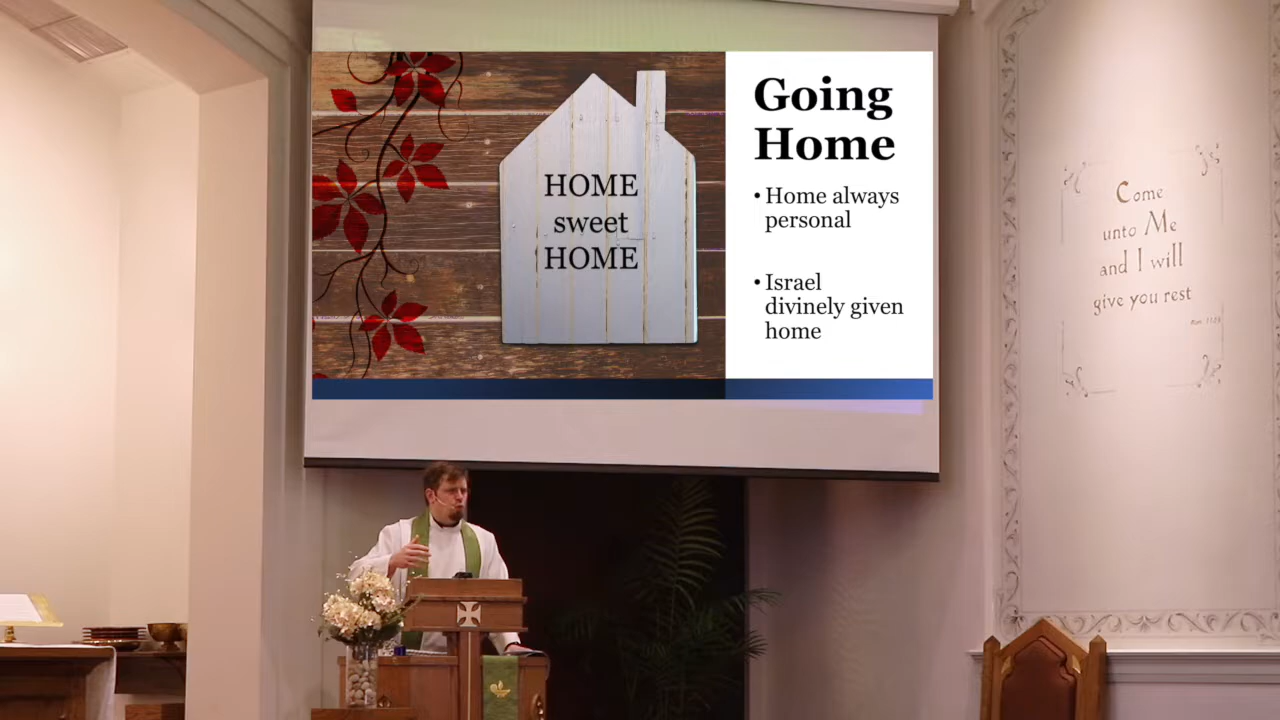 Going
Home
HOME
sweet
HOME
• Home always
personal
• Israel
divinely given
home
Come
unto Me
and I will
give you rest